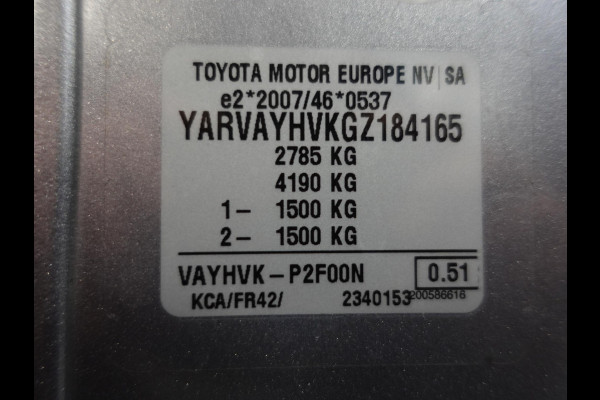 TOYOTA MOTOR EUROPE NV|SA
e2*2007/46*0537
YARVAYHVKGZ184165
2785 KG
4190 KG
1- 1500 KG
2- 1500 KG
VAYHVK-P2F00N 0.51
KCA/FR42/ 2340153 200586616